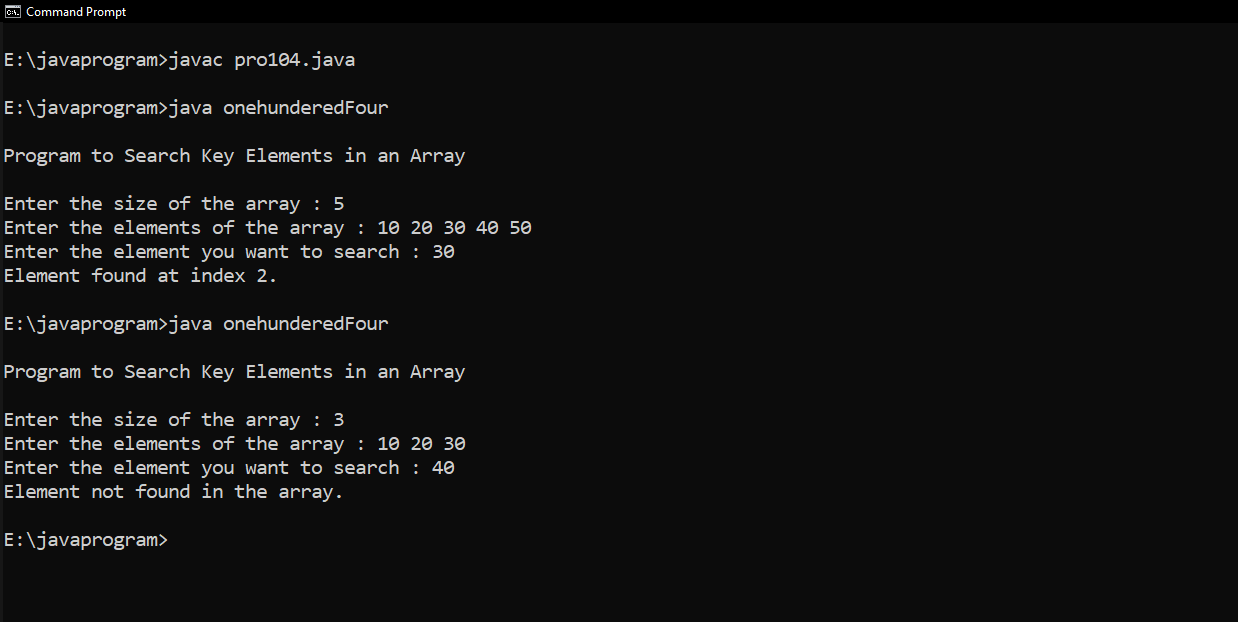 Command Prompt
E:\javaprogram>javac pro104.java
E:\javaprogram>java onehunderedFour
Program to Search Key Elements in an Array
Enter the size of the array : 5
Enter the elements of the array : 10 20 30 40 50
Enter the element you want to search : 30
Element found at index 2.
E:\javaprogram>java onehunderedFour
Program to Search Key Elements in an Array
Enter the size of the array : 3
Enter the elements of the array : 10 20 30
Enter the element you want to search : 40
Element not found in the array.
E:\javaprogram>